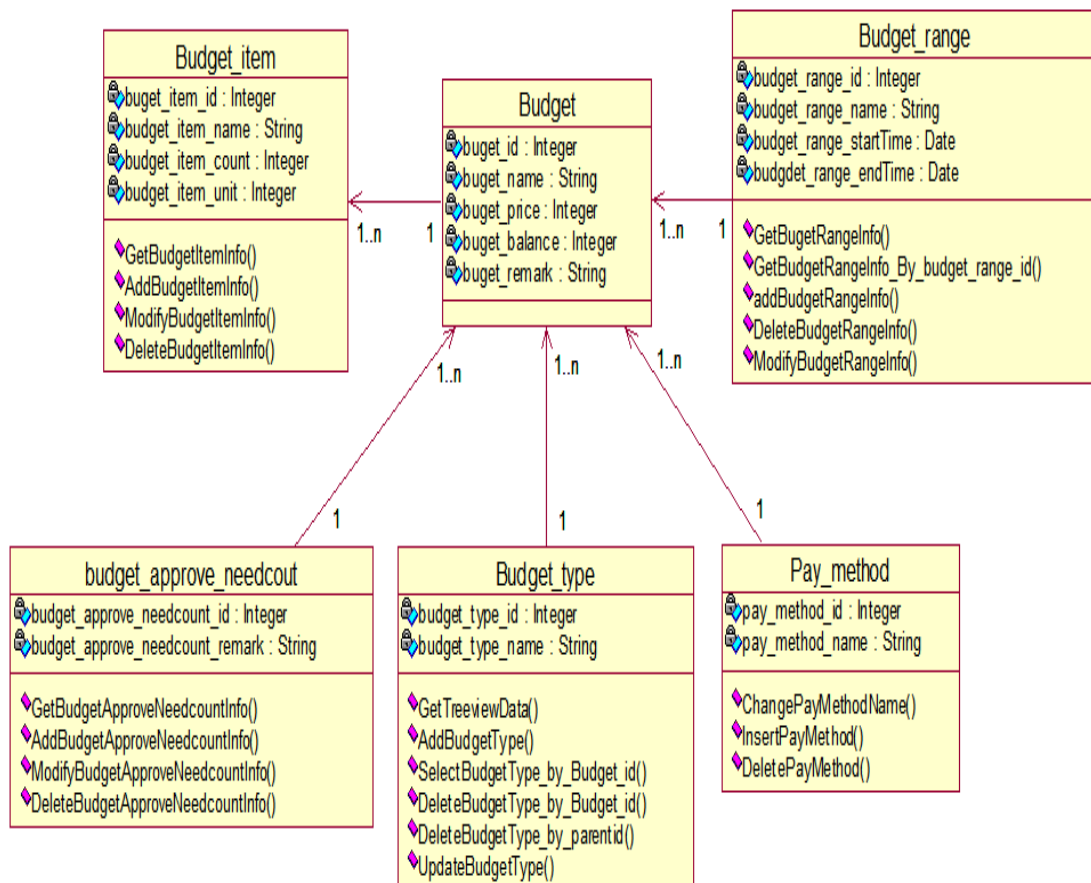 Budget_item
buget_item_id : Integer
budget_item_name : String
budget_item_count : Integer
budget_item_unit : Integer
GetBudgetItemInfo()
AddBudgetItemInfo()
ModifyBudgetItemInfo()
DeleteBudgetItemInfo()
1..n
1
Budget
buget_id : Integer
buget_name : String
buget_price : Integer
buget_balance : Integer
buget_remark : String
1..n
1
Budget_range
budget_range_id : Integer
budget_range_name : String
budget_range_startTime : Date
budgdet_range_endTime : Date
GetBugetRangeInfo()
GetBudgetRangeInfo_By_budget_range_id()
addBudgetRangeInfo()
DeleteBudgetRangeInfo()
ModifyBudgetRangeInfo()
1..n
1..n
1..n
1
1
1
budget_approve_needcout
budget_approve_needcount_id : Integer
budget_approve_needcount_remark : String
GetBudgetApproveNeedcountInfo()
AddBudgetApproveNeedcountInfo()
ModifyBudgetApproveNeedcountInfo()
DeleteBudgetApproveNeedcountInfo()
Budget_type
budget_type_id : Integer
budget_type_name : String
GetTreeviewData()
AddBudgetType()
SelectBudgetType_by_Budget_id()
DeleteBudgetType_by_Budget_id()
DeleteBudgetType_by_parentid()
UpdateBudgetType()
Pay_method
pay_method_id : Integer
pay_method_name : String
ChangePayMethodName()
InsertPayMethod()
DeletePayMethod()